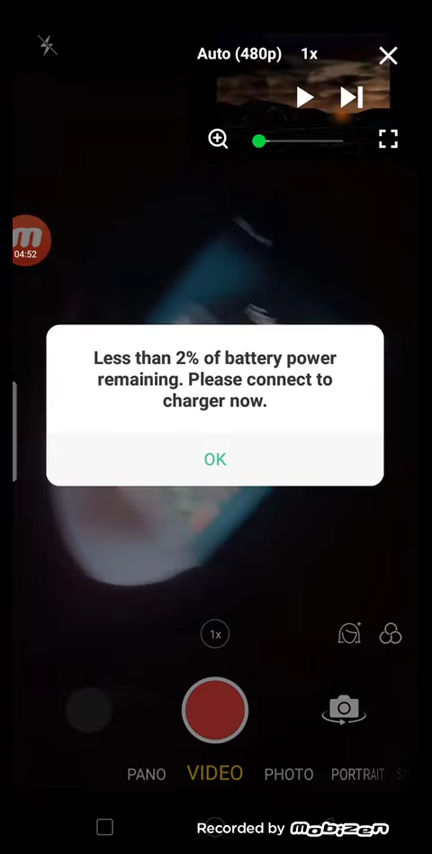 Auto (480p) 1x
m
04:52
Less than 2% of battery power
remaining. Please connect to
charger now.
OK
1x
PANO VIDEO PHOTO PORTRAIT
Recorded by mobizen